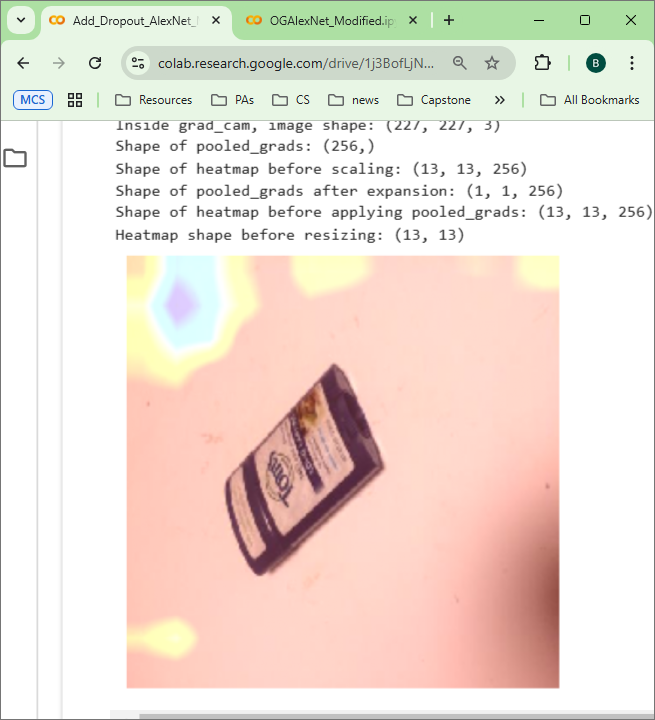 Add_Dropout_AlexNet_
OGAlexNet_Modified.ip
colab.research.google.com/drive/1j3BofLjN...
B
MCS
Resources
PAs
CS
news
Capstone
All Bookmarks
Inside grad_cam, image shape: (227, 227, 3)
Shape of pooled_grads: (256,)
Shape of heatmap before scaling: (13, 13, 256)
Shape of pooled_grads after expansion: (1, 1, 256)
Shape of heatmap before applying pooled_grads: (13, 13, 256)
Heatmap shape before resizing: (13, 13)
Tom's